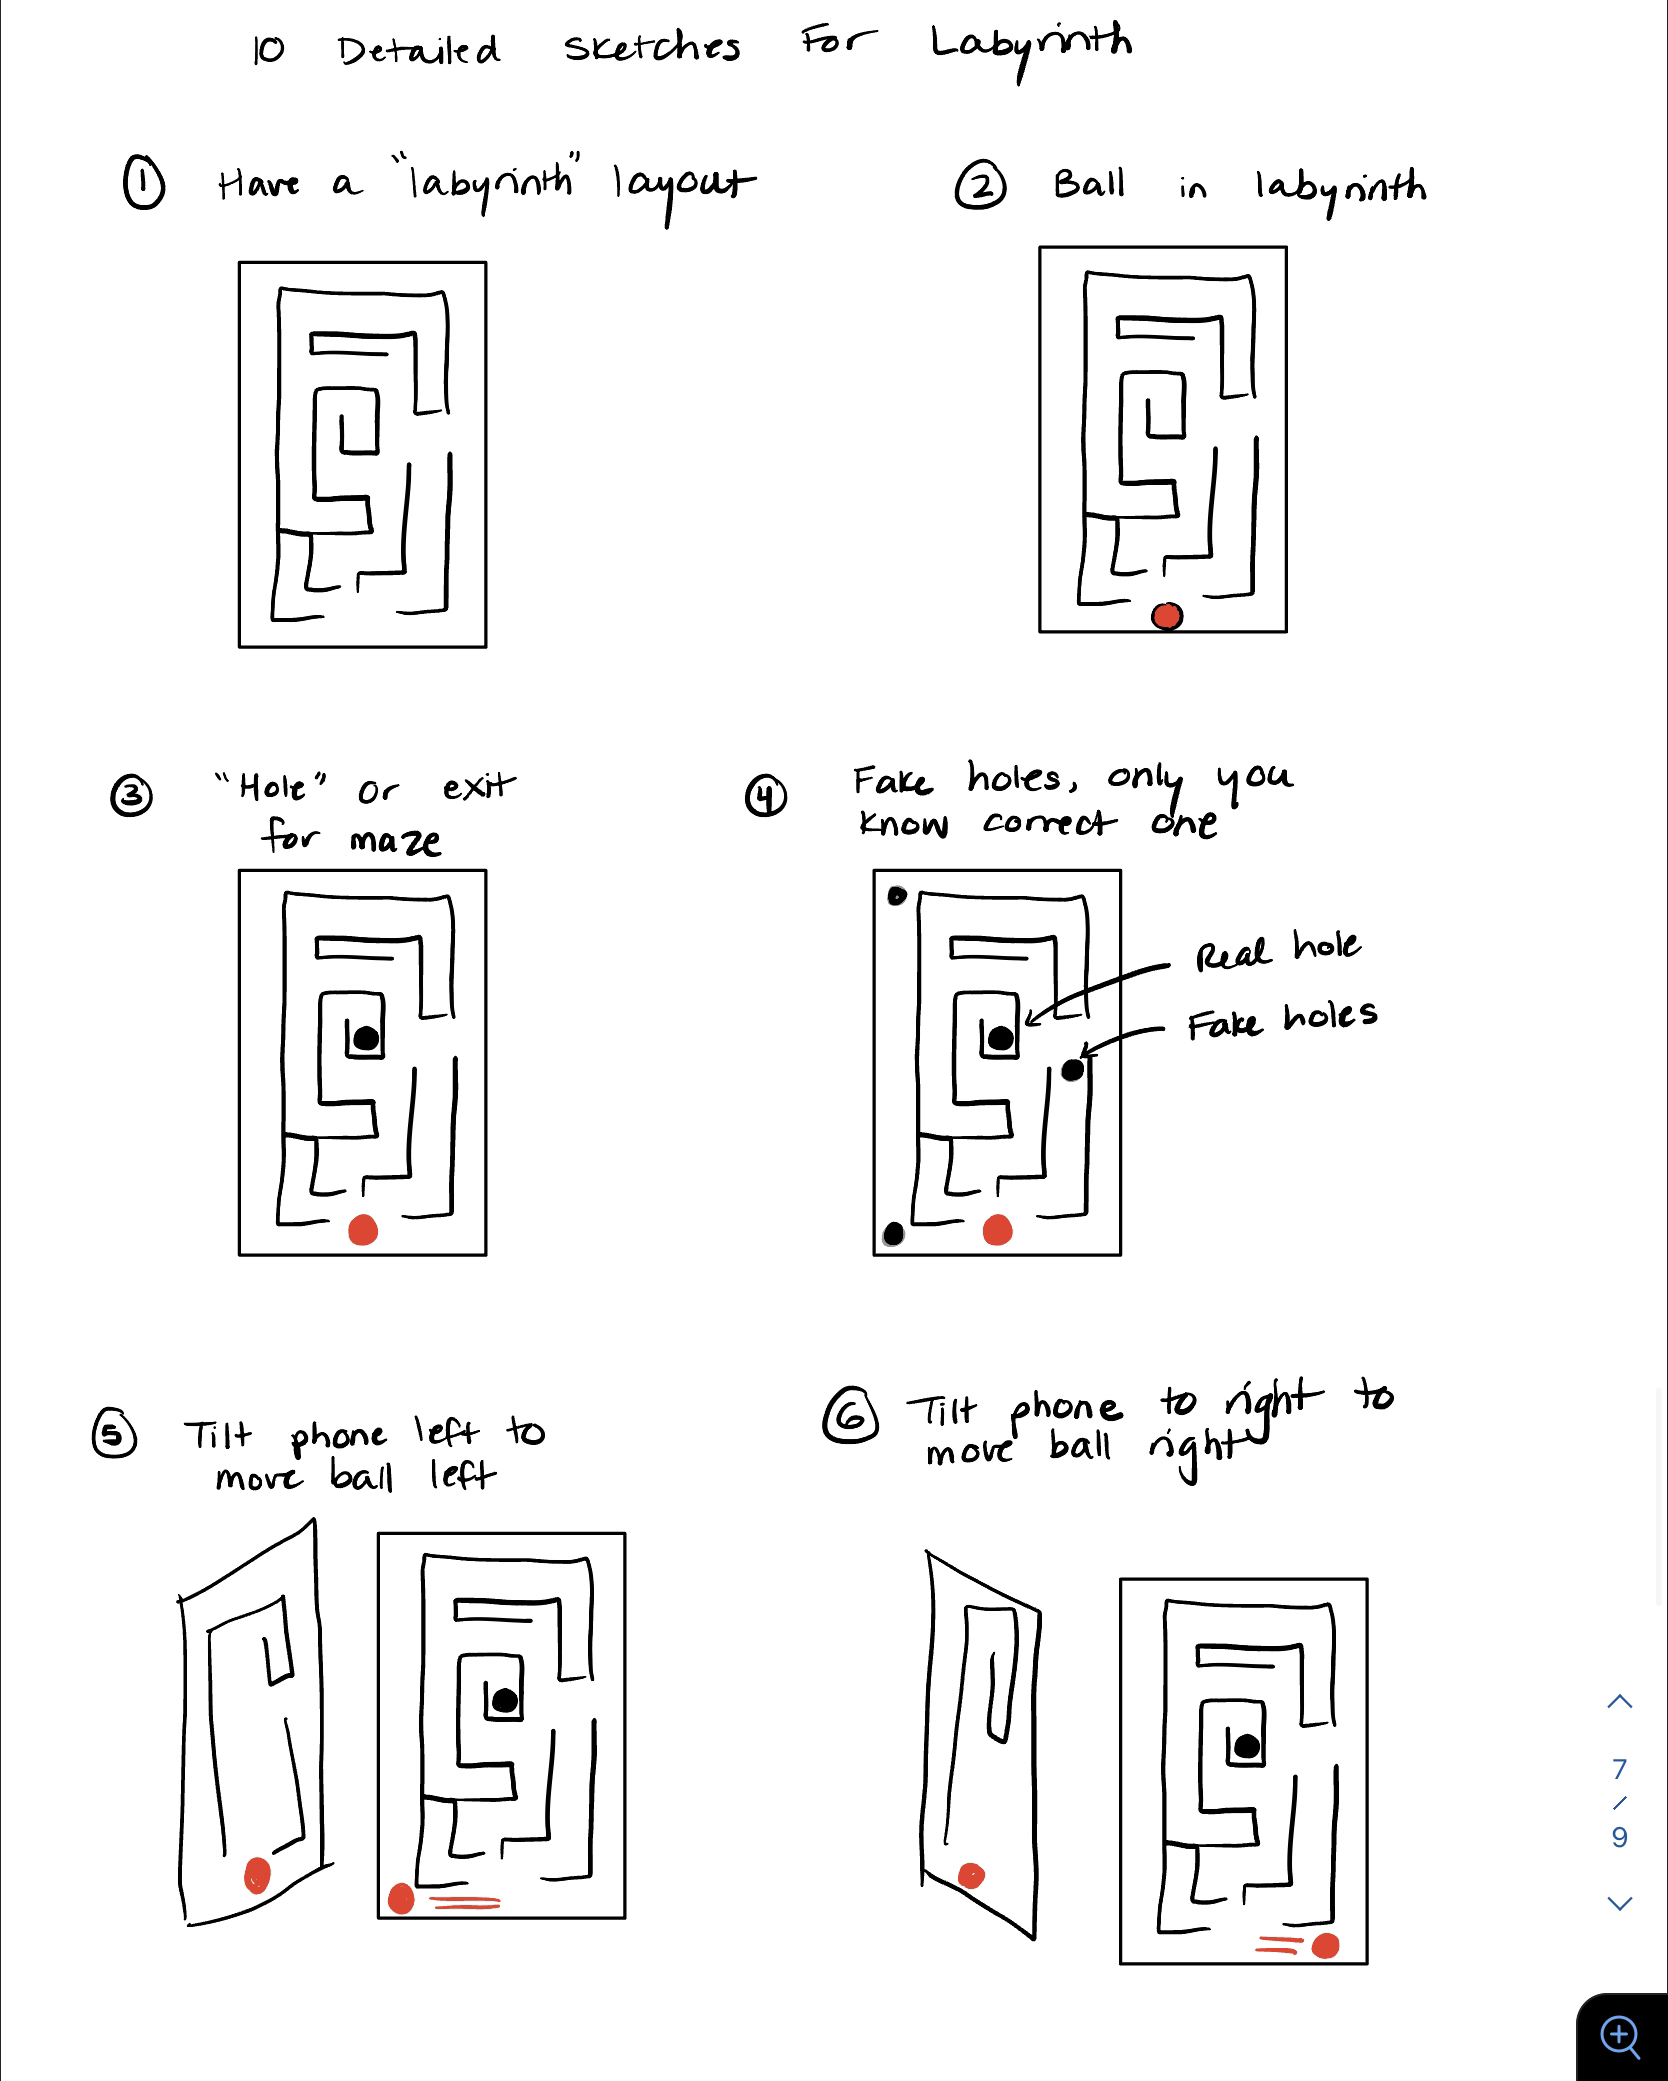 10 Detailed Sketches For Labyrinth
1 Have a "labyrinth" layout
2 Ball in labyrinth
3 "Hole" or exit
for maze
4 Fake holes, only you
know correct one
Real hole
Fake holes
5 Tilt phone left to
move ball left
6 Tilt phone to right to
move ball right
7
/
9